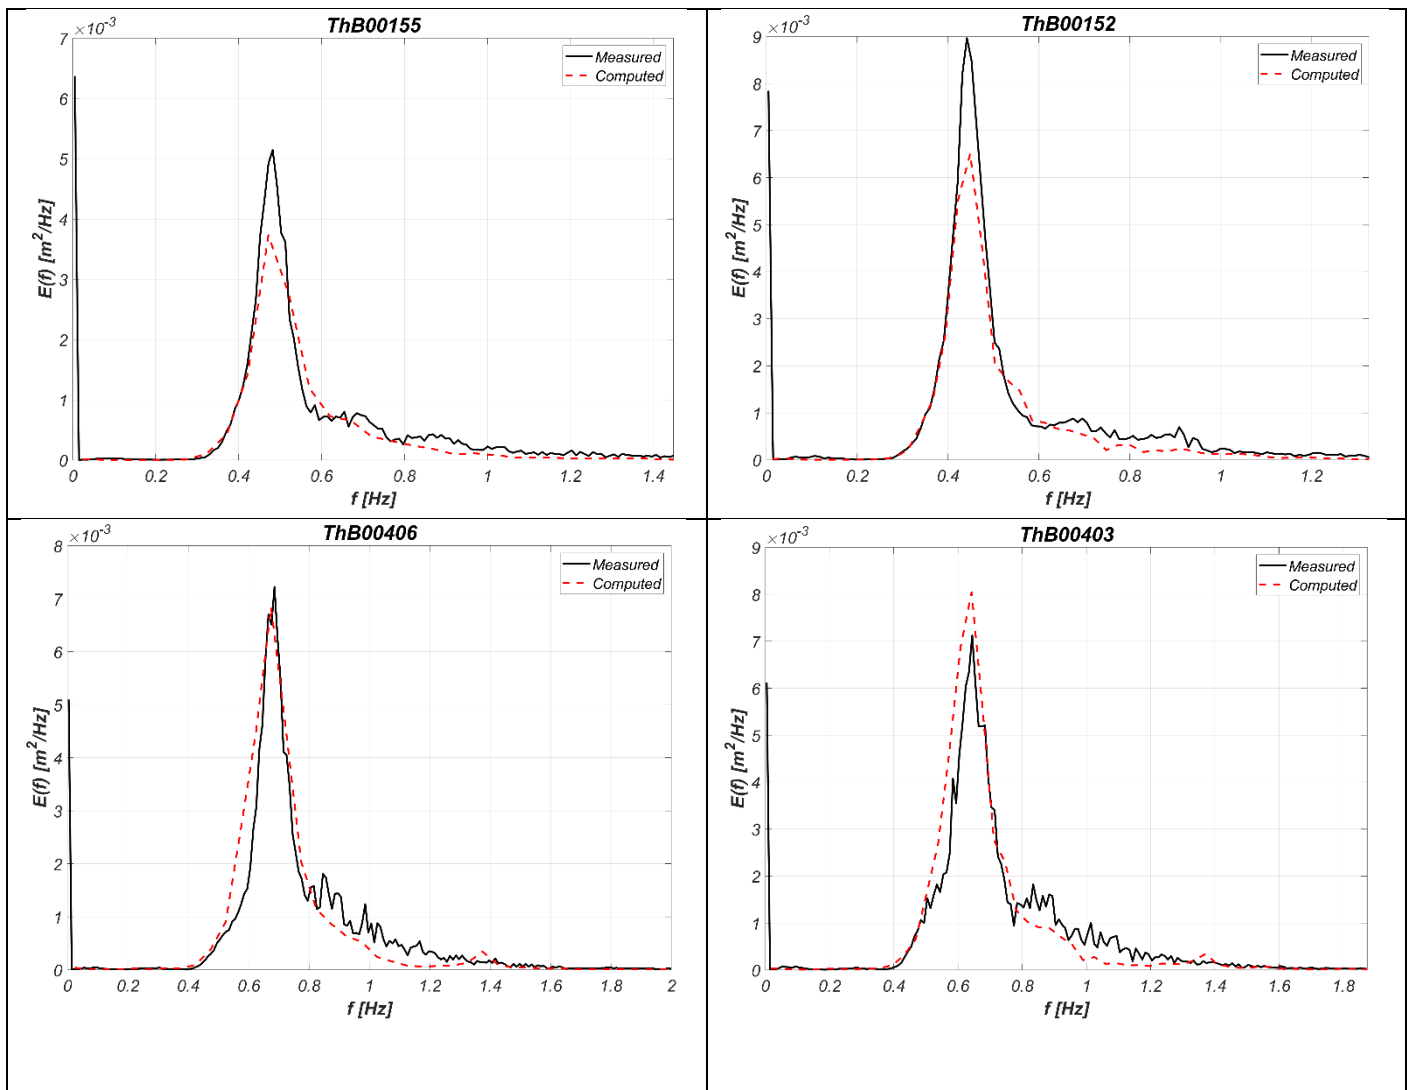 ThB00155
×10⁻³
7
6
5
4
3
2
1
0
E(f) [m²/Hz]
Measured
Computed
0.2 0.4 0.6 0.8 1 1.2 1.4
f [Hz]
ThB00152
×10⁻³
9
8
7
6
5
4
3
2
1
0
E(f) [m²/Hz]
Measured
Computed
0 0.2 0.4 0.6 0.8 1 1.2
f [Hz]
ThB00406
×10⁻³
8
7
6
5
4
3
2
1
0
E(f) [m²/Hz]
Measured
Computed
0 0.2 0.4 0.6 0.8 1 1.2 1.4 1.6 1.8 2
f [Hz]
ThB00403
×10⁻³
9
8
7
6
5
4
3
2
1
0
E(f) [m²/Hz]
Measured
Computed
0 0.2 0.4 0.6 0.8 1 1.2 1.4 1.6 1.8
f [Hz]